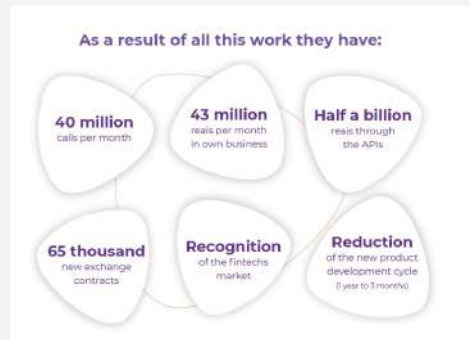 As a result of all this work they have:
40 million
calls per month
43 million
reais per month
in own business
Half a billion
reais through
the APIs
65 thousand
new exchange
contracts
Recognition
of the fintechs
market
Reduction
of the new product
development cycle
(1 year to 3 months)